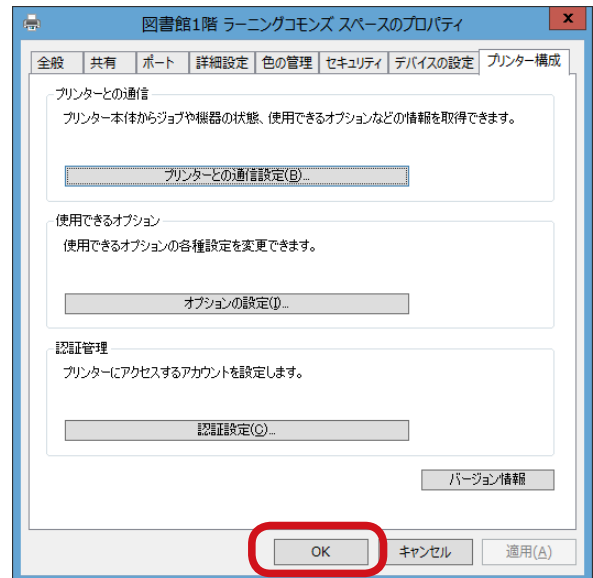 図書館1階 ラーニングコモンズ スペースのプロパティ
x
全般 共有 ポート 詳細設定 色の管理 セキュリティ デバイスの設定 プリンター構成
プリンターとの通信
プリンター本体からジョブや機器の状態、使用できるオプションなどの情報を取得できます。
プリンターとの通信設定(B)...
使用できるオプション
使用できるオプションの各種設定を変更できます。
オプションの設定(I)...
認証管理
プリンターにアクセスするアカウントを設定します。
認証設定(C)...
バージョン情報
OK キャンセル 適用(A)